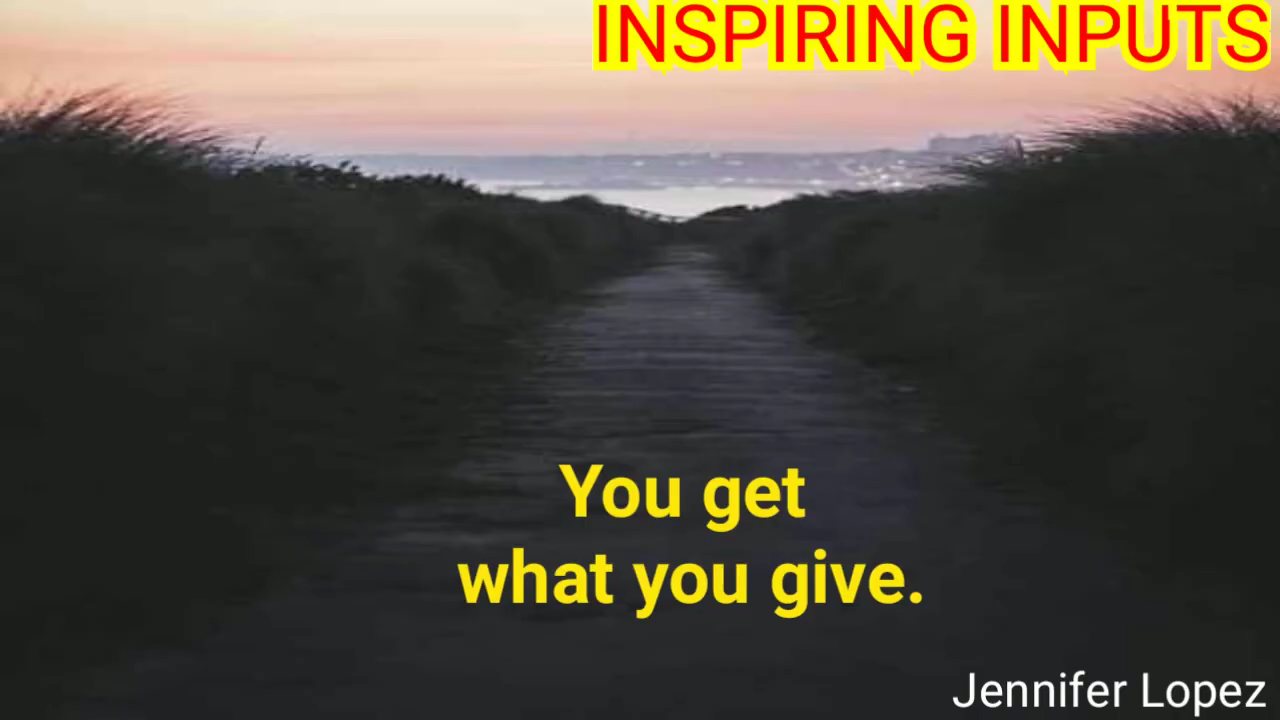 INSPIRING INPUTS
You get
what you give.
Jennifer Lopez